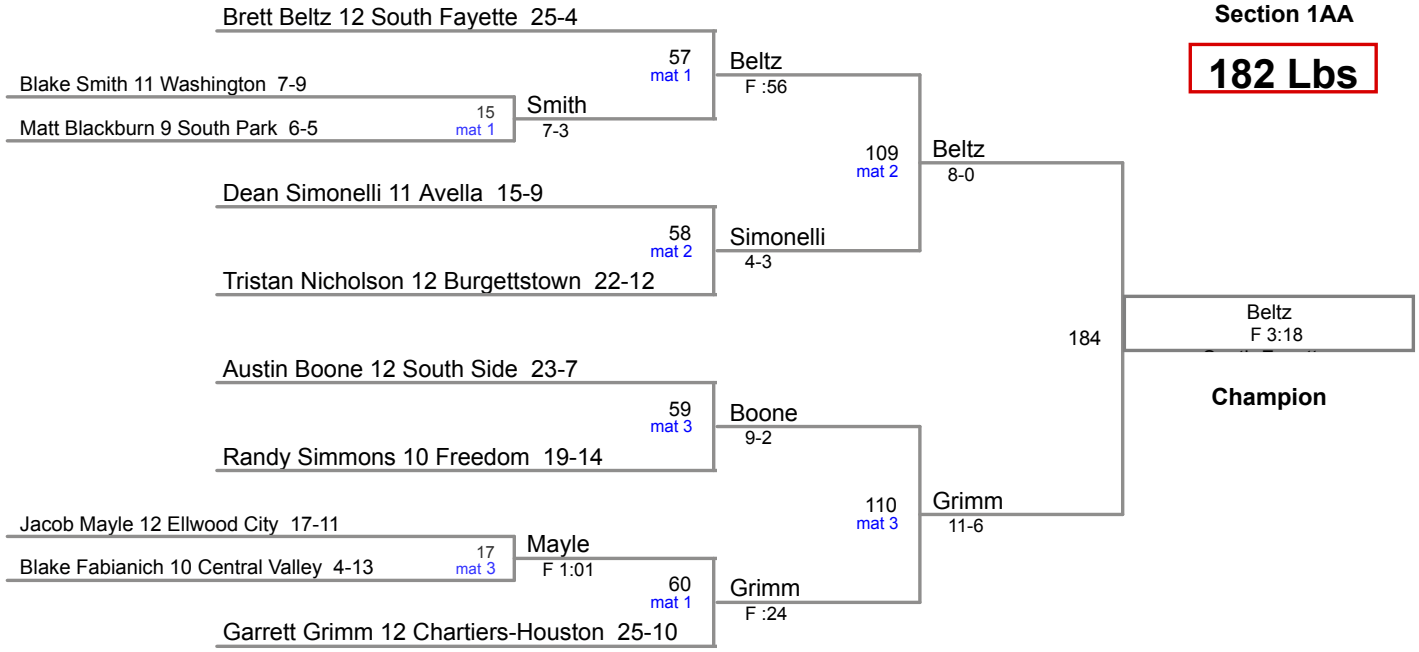 Brett Beltz 12 South Fayette 25-4
Section 1AA
57
mat 1
Beltz
F :56
182 Lbs
Blake Smith 11 Washington 7-9
15
mat 1
Smith
7-3
Matt Blackburn 9 South Park 6-5
109
mat 2
Beltz
8-0
Dean Simonelli 11 Avella 15-9
58
mat 2
Simonelli
4-3
Tristan Nicholson 12 Burgettstown 22-12
184
Beltz
F 3:18
Champion
Austin Boone 12 South Side 23-7
59
mat 3
Boone
9-2
Randy Simmons 10 Freedom 19-14
110
mat 3
Grimm
11-6
Jacob Mayle 12 Ellwood City 17-11
17
mat 3
Mayle
F 1:01
Blake Fabianich 10 Central Valley 4-13
60
mat 1
Grimm
F :24
Garrett Grimm 12 Chartiers-Houston 25-10